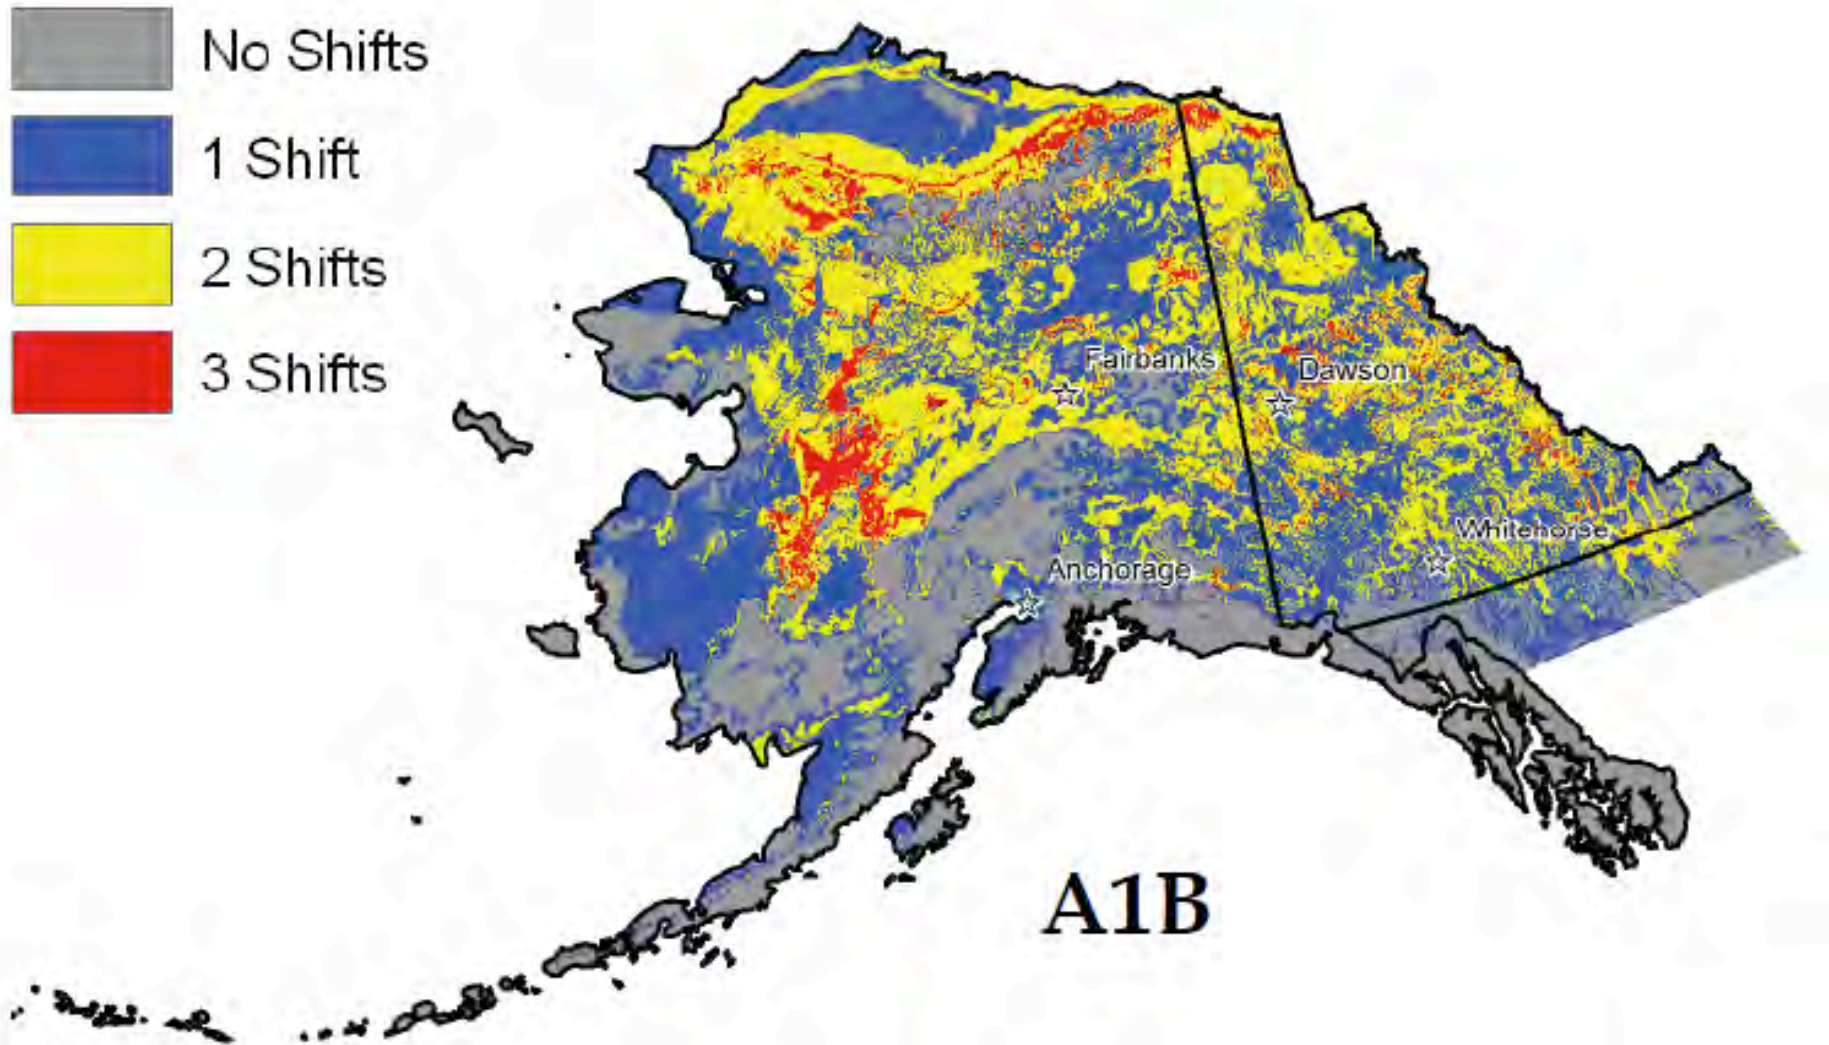 No Shifts
1 Shift
2 Shifts
3 Shifts
Fairbanks
Dawson
Whitehorse
Anchorage
A1B